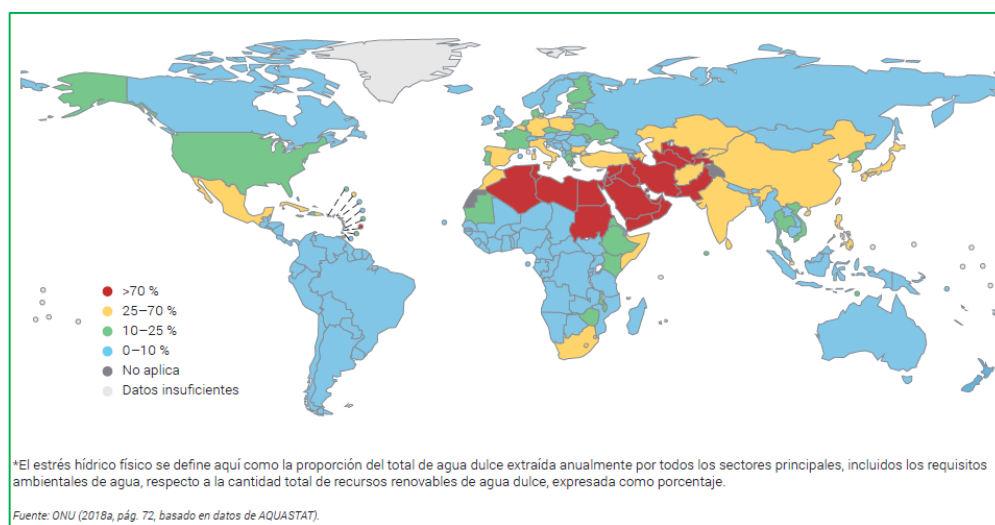 >70 %
25–70 %
10–25 %
0–10 %
No aplica
Datos insuficientes
*El estrés hídrico físico se define aquí como la proporción del total de agua dulce extraída anualmente por todos los sectores principales, incluidos los requisitos
ambientales de agua, respecto a la cantidad total de recursos renovables de agua dulce, expresada como porcentaje.
Fuente: ONU (2018a, pág. 72, basado en datos de AQUASTAT).